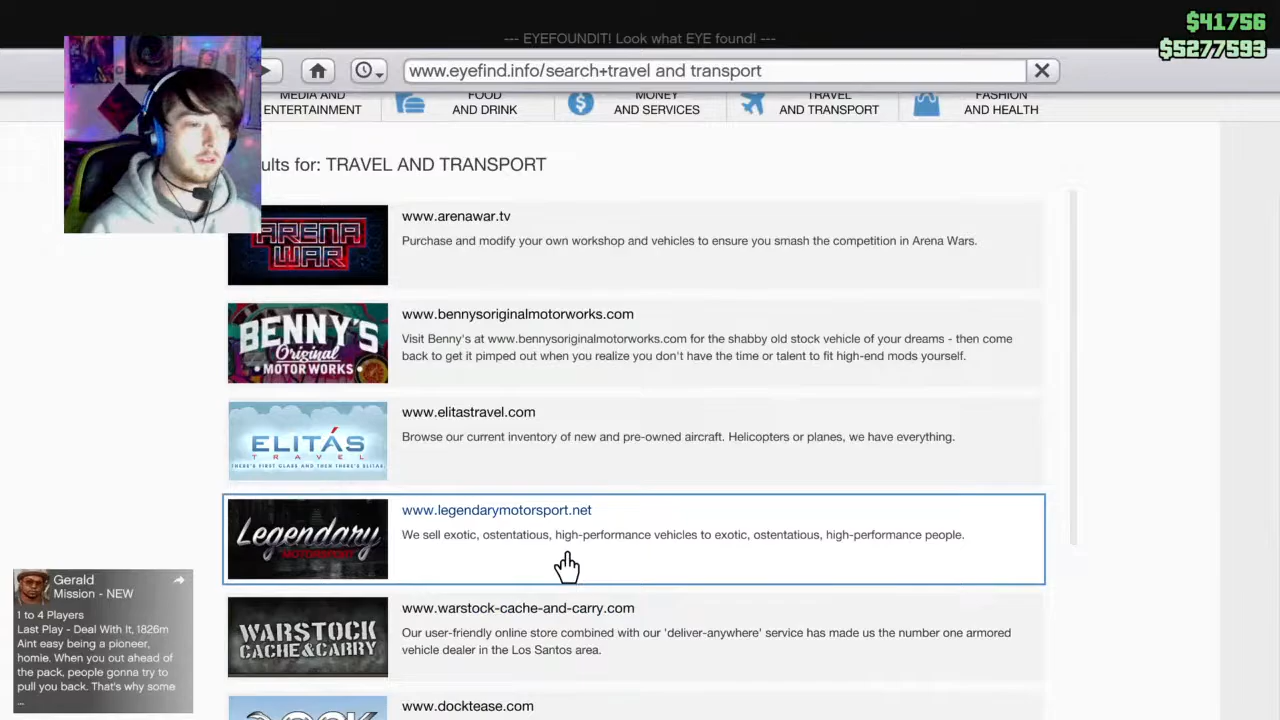 $41756
$5277593
--- EYEFOUNDIT! Look what EYE found! ---
www.eyefind.info/search+travel and transport
MEDIA AND ENTERTAINMENT
FOOD AND DRINK
MONEY AND SERVICES
TRAVEL AND TRANSPORT
FASHION AND HEALTH
ults for: TRAVEL AND TRANSPORT
ARENA
WAR
www.arenawar.tv
Purchase and modify your own workshop and vehicles to ensure you smash the competition in Arena Wars.
BENNY'S
Original
MOTOR WORKS
www.bennysoriginalmotorworks.com
Visit Benny's at www.bennysoriginalmotorworks.com for the shabby old stock vehicle of your dreams - then come
back to get it pimped out when you realize you don't have the time or talent to fit high-end mods yourself.
ELITÁS
TRAVEL
THERE'S FIRST CLASS AND THEN THERE'S ELITAS
www.elitastravel.com
Browse our current inventory of new and pre-owned aircraft. Helicopters or planes, we have everything.
Legendary
MOTORSPORT
www.legendarymotorsport.net
We sell exotic, ostentatious, high-performance vehicles to exotic, ostentatious, high-performance people.
WARSTOCK
CACHE & CARRY
www.warstock-cache-and-carry.com
Our user-friendly online store combined with our 'deliver-anywhere' service has made us the number one armored
vehicle dealer in the Los Santos area.
DOCK
www.docktease.com
Gerald
Mission - NEW
1 to 4 Players
Last Play - Deal With It, 1826m
Aint easy being a pioneer,
homie. When you out ahead of
the pack, people gonna try to
pull you back. That's why some
...